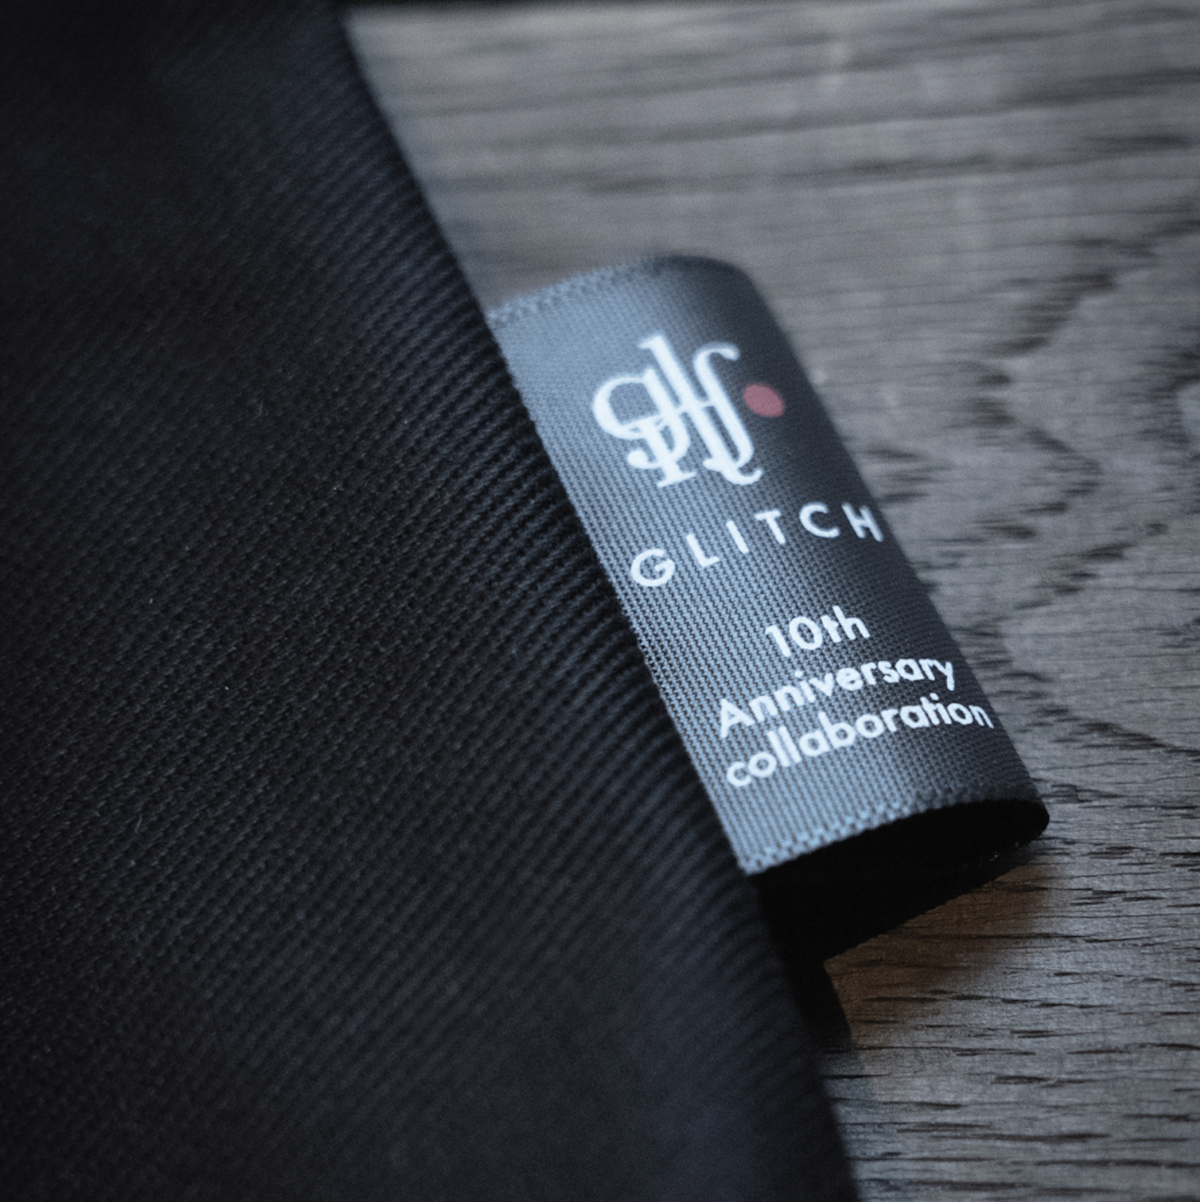 GLITCH
10th
Anniversary
collaboration